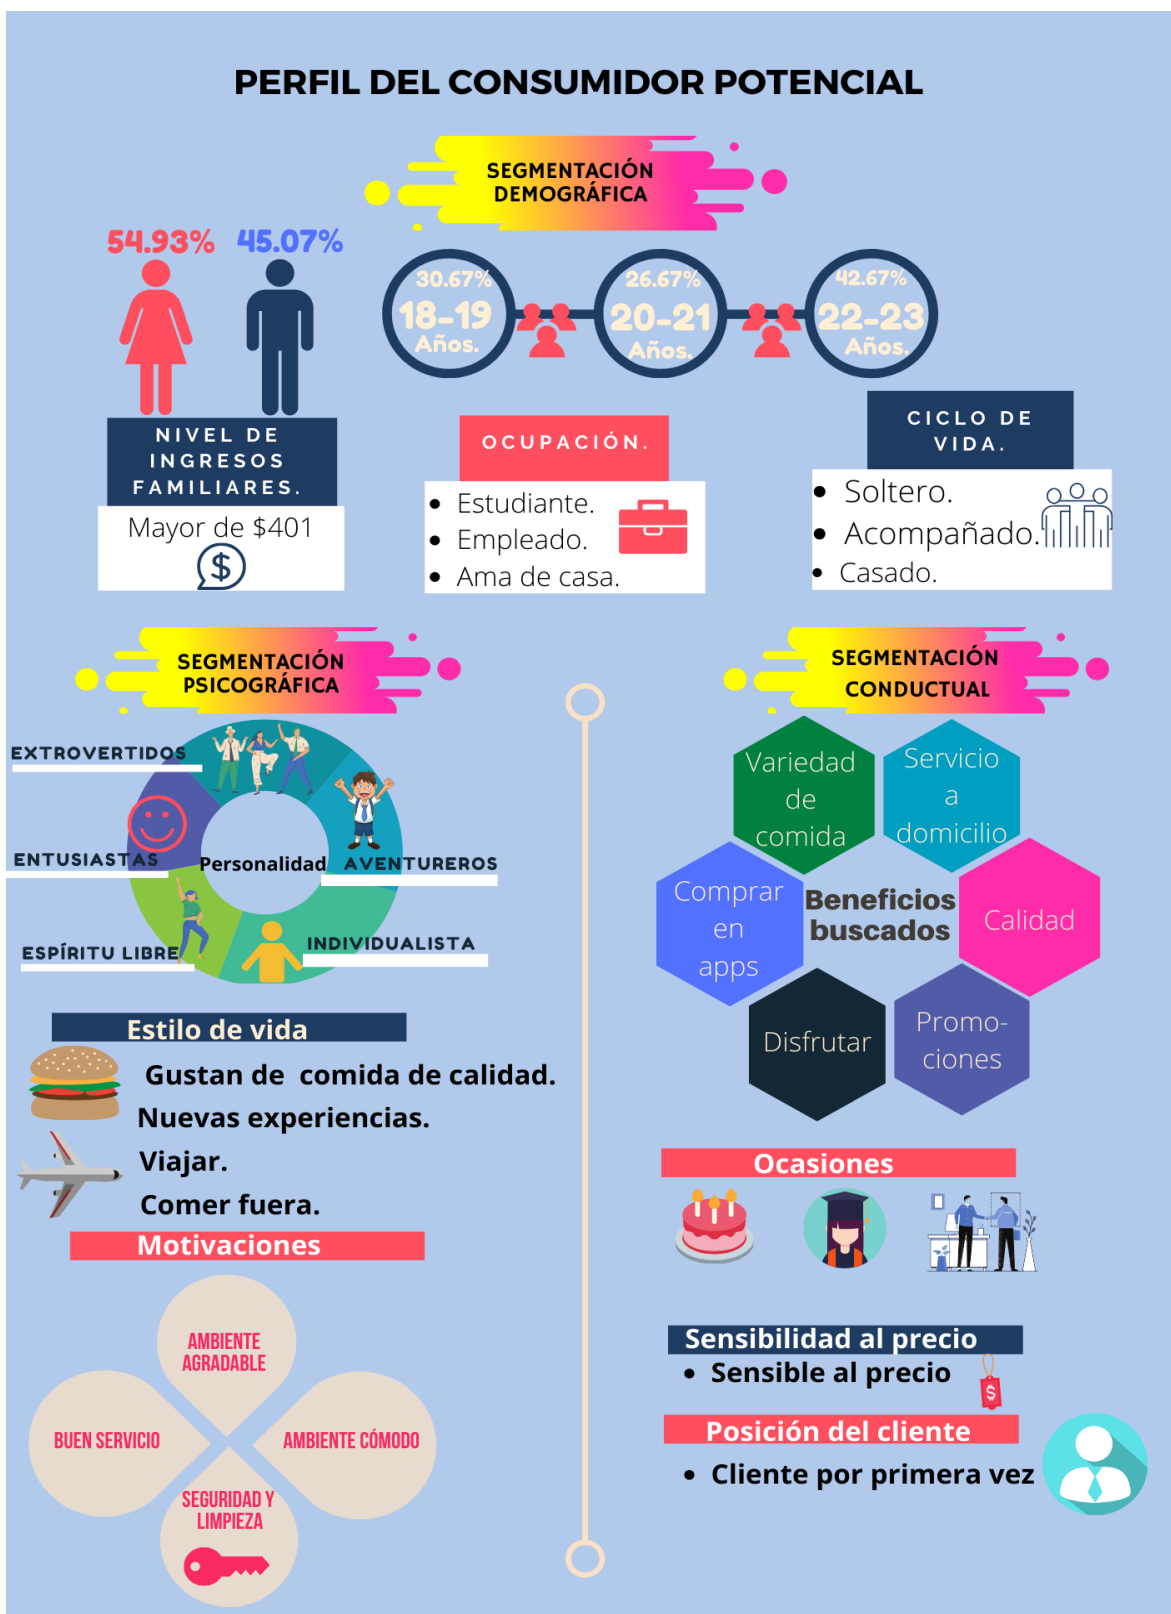 PERFIL DEL CONSUMIDOR POTENCIAL
SEGMENTACIÓN
DEMOGRÁFICA
54.93%
45.07%
30.67%
18-19
Años.
26.67%
20-21
Años.
42.67%
22-23
Años.
NIVEL DE
INGRESOS
FAMILIARES.
Mayor de $401
$
OCUPACIÓN.
• Estudiante.
• Empleado.
• Ama de casa.
CICLO DE
VIDA.
• Soltero.
• Acompañado.
• Casado.
SEGMENTACIÓN
PSICOGRÁFICA
EXTROVERTIDOS
ENTUSIASTAS
Personalidad
AVENTUREROS
ESPÍRITU LIBRE
INDIVIDUALISTA
Estilo de vida
Gustan de comida de calidad.
Nuevas experiencias.
Viajar.
Comer fuera.
Motivaciones
AMBIENTE
AGRADABLE
BUEN SERVICIO
AMBIENTE CÓMODO
SEGURIDAD Y
LIMPIEZA
SEGMENTACIÓN
CONDUCTUAL
Variedad
de
comida
Servicio
a
domicilio
Comprar
en
apps
Beneficios
buscados
Calidad
Disfrutar
Promo-
ciones
Ocasiones
Sensibilidad al precio
• Sensible al precio
$
Posición del cliente
• Cliente por primera vez